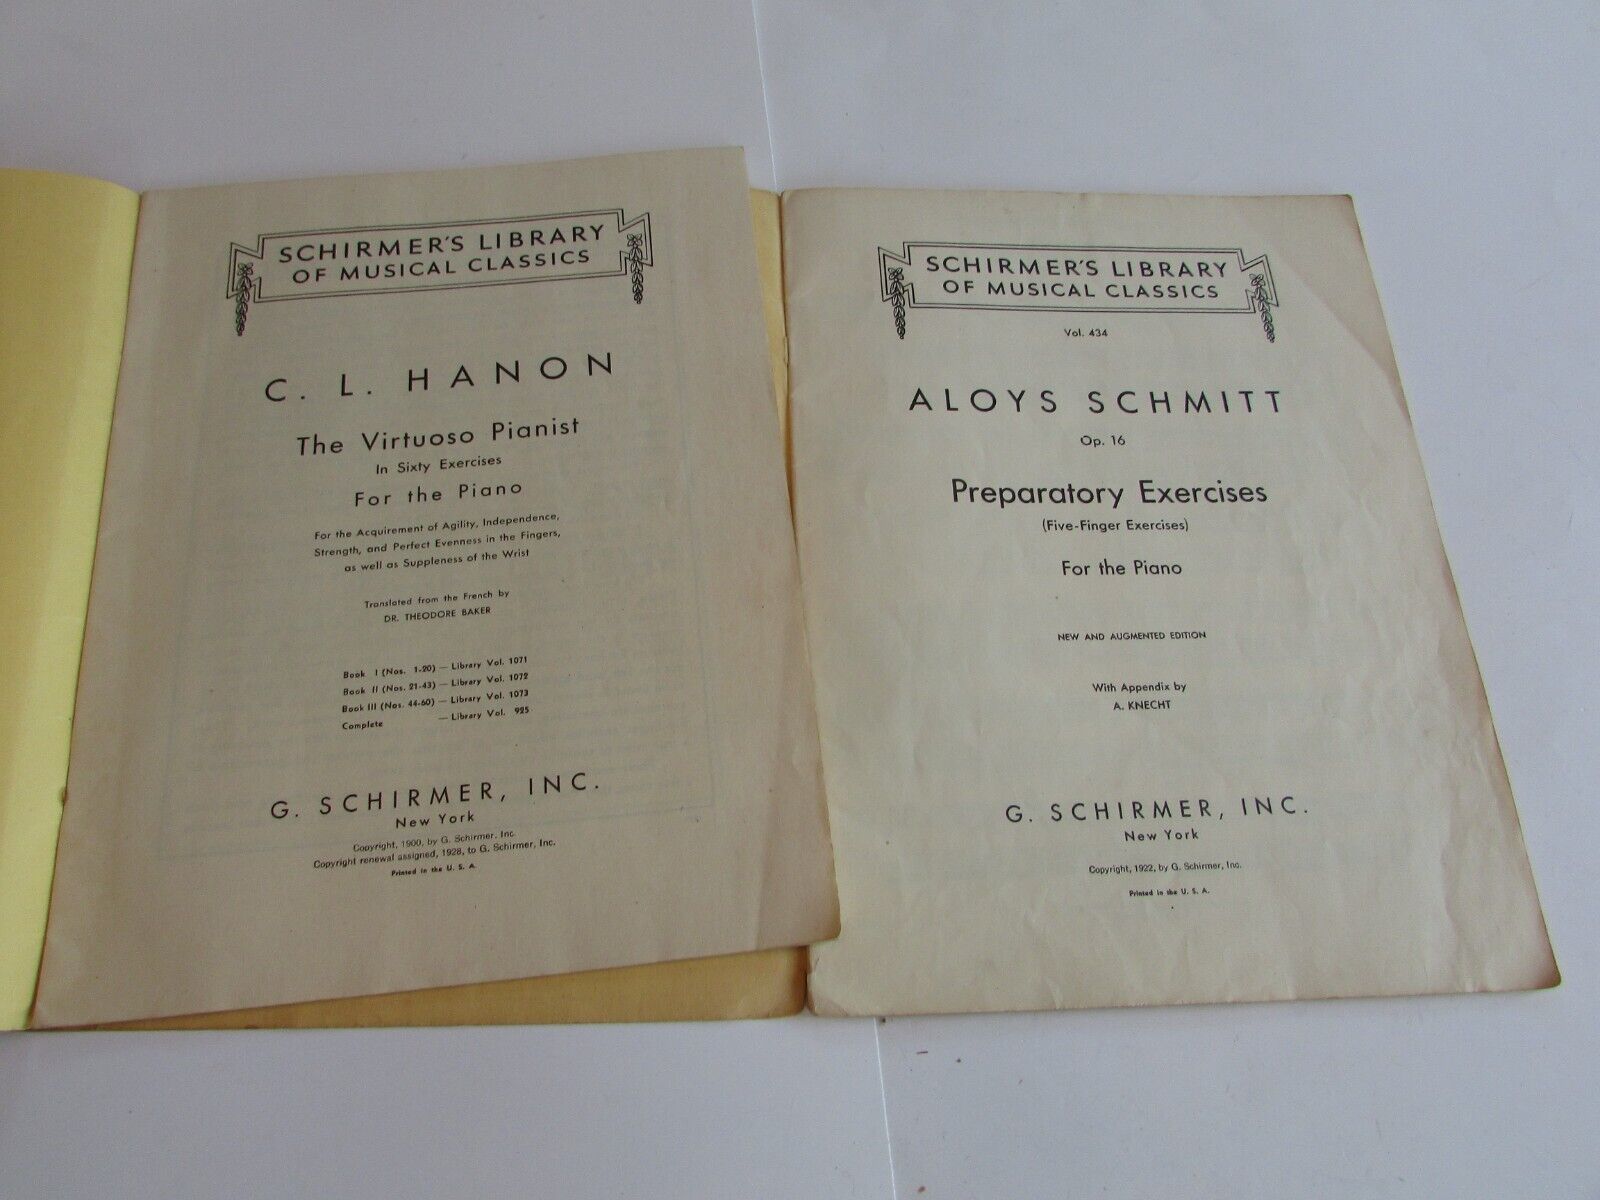 SCHIRMER'S LIBRARY
OF MUSICAL CLASSICS
C. L. HANON
The Virtuoso Pianist
In Sixty Exercises
For the Piano
For the Acquirement of Agility, Independence,
Strength, and Perfect Evenness in the Fingers,
as well as Suppleness of the Wrist
Translated from the French by
DR. THEODORE BAKER
Book I (Nos. 1-20) — Library Vol. 1071
Book II (Nos. 21-43) — Library Vol. 1072
Book III (Nos. 44-60) — Library Vol. 1073
Complete — Library Vol. 925
G. SCHIRMER, INC.
New York
Copyright, 1900, by G. Schirmer, Inc.
Copyright renewal assigned, 1928, to G. Schirmer, Inc.
Printed in the U. S. A.
SCHIRMER'S LIBRARY
OF MUSICAL CLASSICS
Vol. 434
ALOYS SCHMITT
Op. 16
Preparatory Exercises
(Five-Finger Exercises)
For the Piano
NEW AND AUGMENTED EDITION
With Appendix by
A. KNECHT
G. SCHIRMER, INC.
New York
Copyright, 1922, by G. Schirmer, Inc.
Printed in the U. S. A.